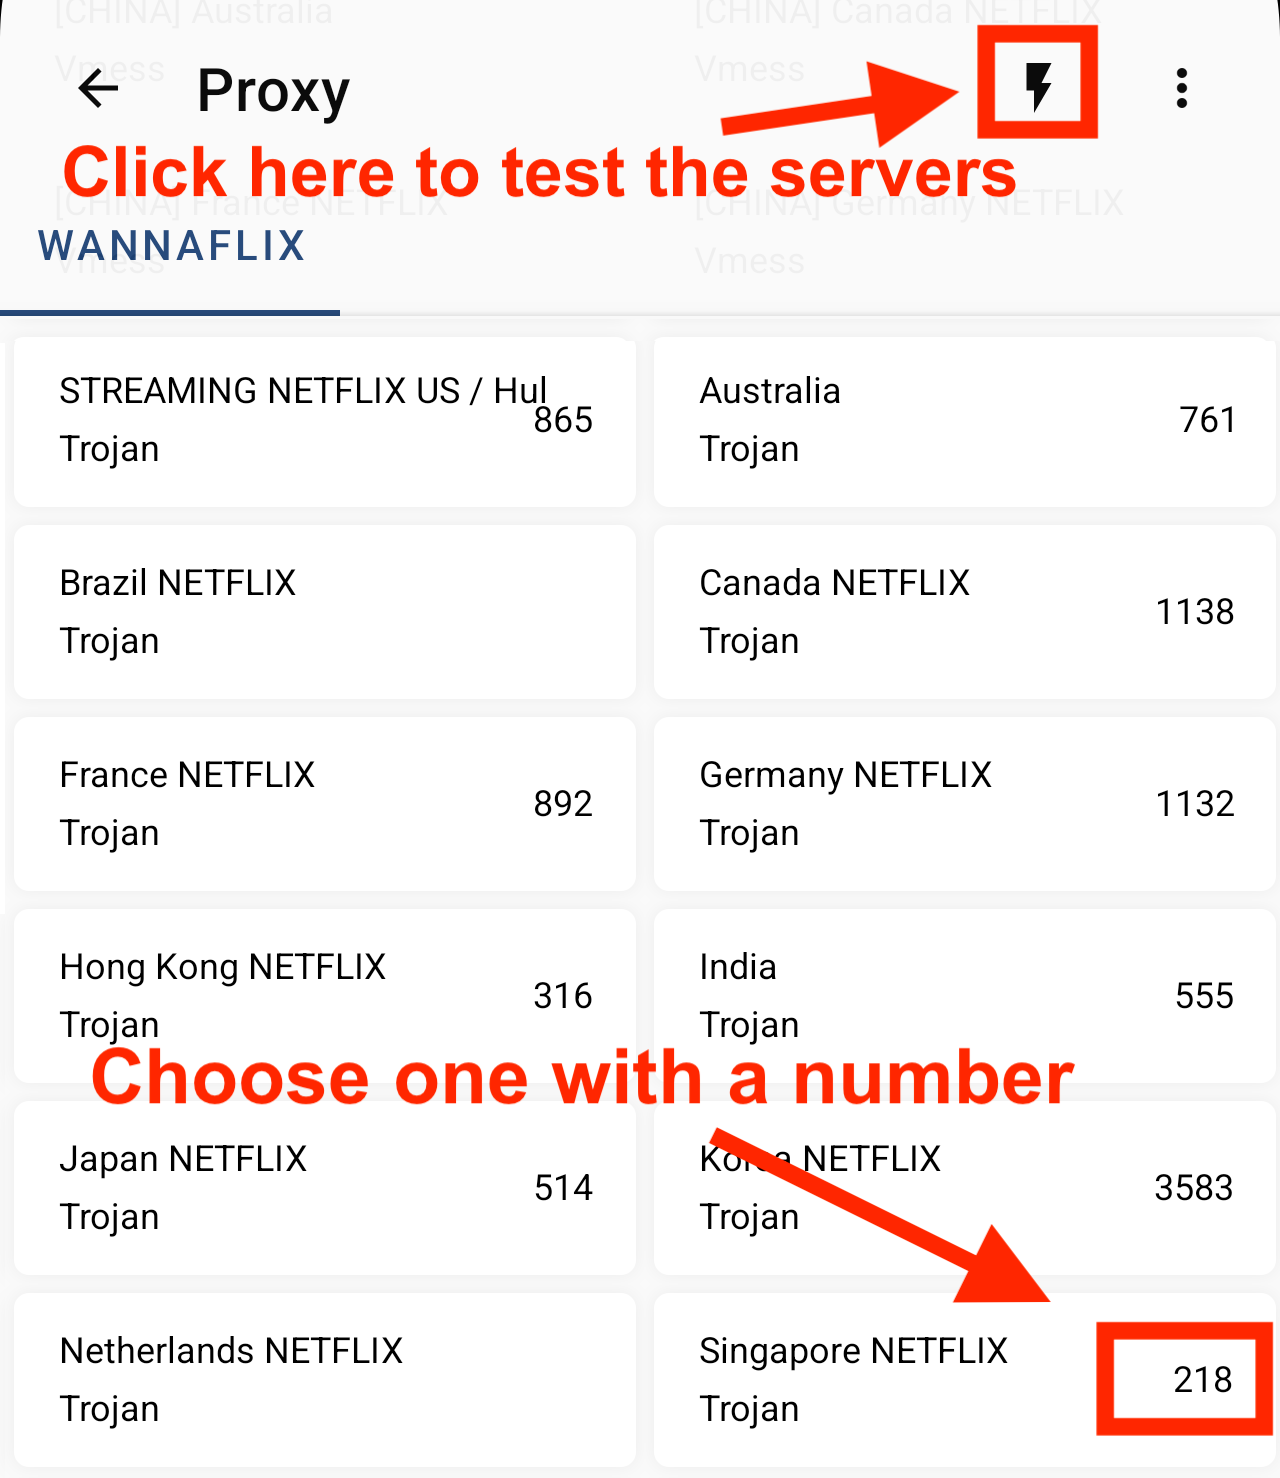 [CHINA] Australia
[CHINA] Canada NETFLIX
Vmess
Vmess
Proxy
Click here to test the servers
[CHINA] France NETFLIX
[CHINA] Germany NETFLIX
WANNAFLIX
Vmess
Vmess
STREAMING NETFLIX US / Hul
865
Trojan
Australia
761
Trojan
Brazil NETFLIX
Trojan
Canada NETFLIX
1138
Trojan
France NETFLIX
892
Trojan
Germany NETFLIX
1132
Trojan
Hong Kong NETFLIX
316
Trojan
India
555
Trojan
Choose one with a number
Japan NETFLIX
514
Trojan
Korea NETFLIX
3583
Trojan
Netherlands NETFLIX
Trojan
Singapore NETFLIX
218
Trojan